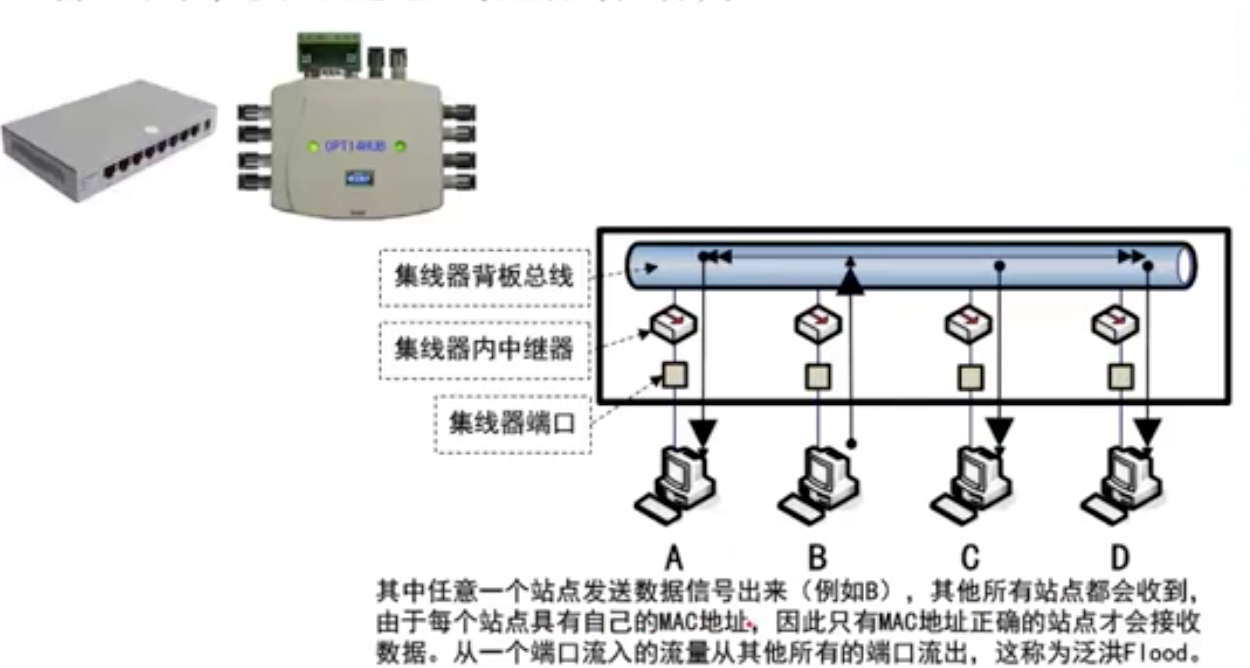 OPT14HUB
集线器背板总线
集线器内中继器
集线器端口
A
B
C
D
其中任意一个站点发送数据信号出来（例如B），其他所有站点都会收到，
由于每个站点具有自己的MAC地址，因此只有MAC地址正确的站点才会接收
数据。从一个端口流入的流量从其他所有的端口流出，这称为泛洪Flood。